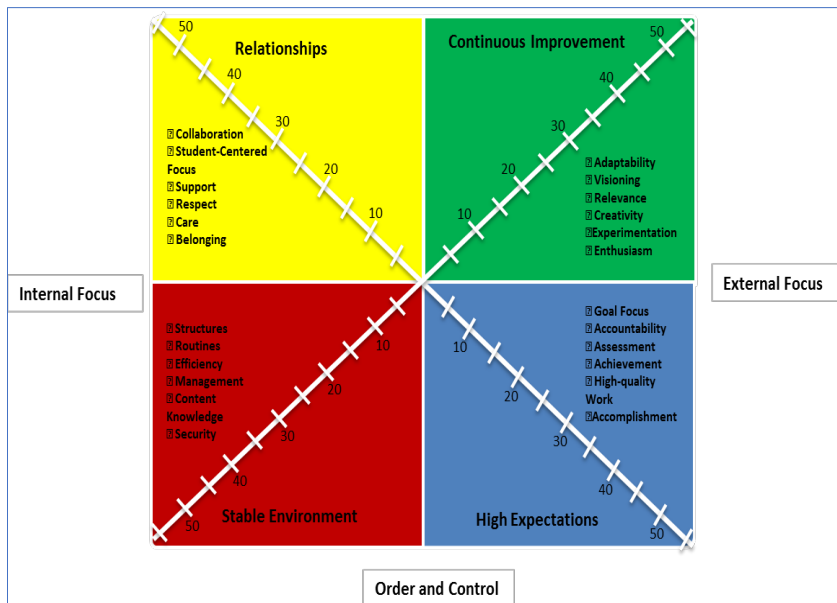 Relationships
50
40
30
20
10
⍰Collaboration
⍰Student-Centered
Focus
⍰Support
⍰Respect
⍰Care
⍰Belonging
Continuous Improvement
50
40
30
20
10
⍰Adaptability
⍰Visioning
⍰Relevance
⍰Creativity
⍰Experimentation
⍰Enthusiasm
Internal Focus
External Focus
⍰Structures
⍰Routines
⍰Efficiency
⍰Management
⍰Content
Knowledge
⍰Security
10
20
30
40
50
Stable Environment
⍰Goal Focus
⍰Accountability
⍰Assessment
⍰Achievement
⍰High-quality
Work
⍰Accomplishment
10
20
30
40
50
High Expectations
Order and Control